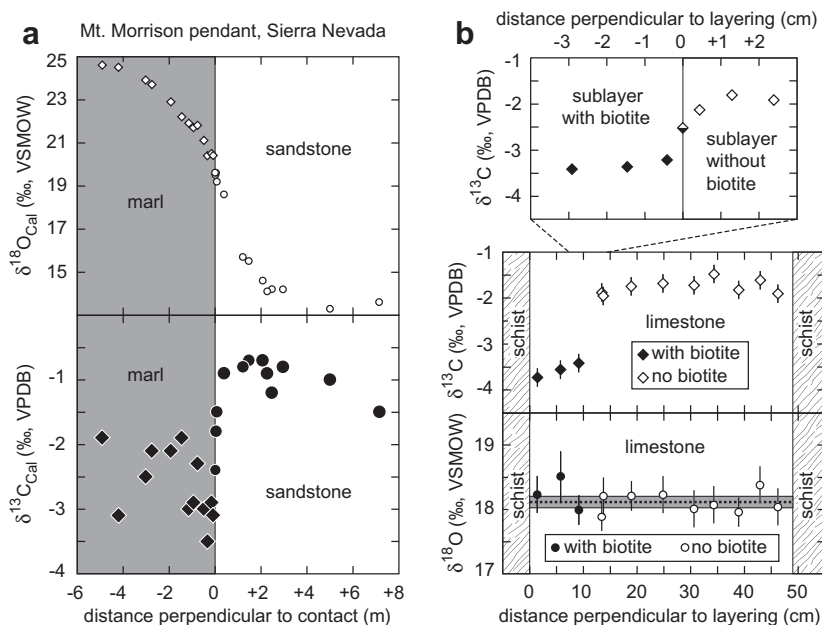 a
Mt. Morrison pendant, Sierra Nevada
δ18OCal (‰, VSMOW)
25
23
21
19
17
15
marl
sandstone
δ13CCal (‰, VPDB)
-1
-2
-3
-4
marl
sandstone
-6 -4 -2 0 +2 +4 +6 +8
distance perpendicular to contact (m)
b
distance perpendicular to layering (cm)
-3 -2 -1 0 +1 +2
δ13C (‰, VPDB)
-1
-2
-3
-4
sublayer
with biotite
sublayer
without
biotite
δ13C (‰, VPDB)
-1
-2
-3
-4
schist
limestone
schist
with biotite
no biotite
δ18O (‰, VSMOW)
19
18
17
schist
limestone
schist
with biotite no biotite
0 10 20 30 40 50
distance perpendicular to layering (cm)